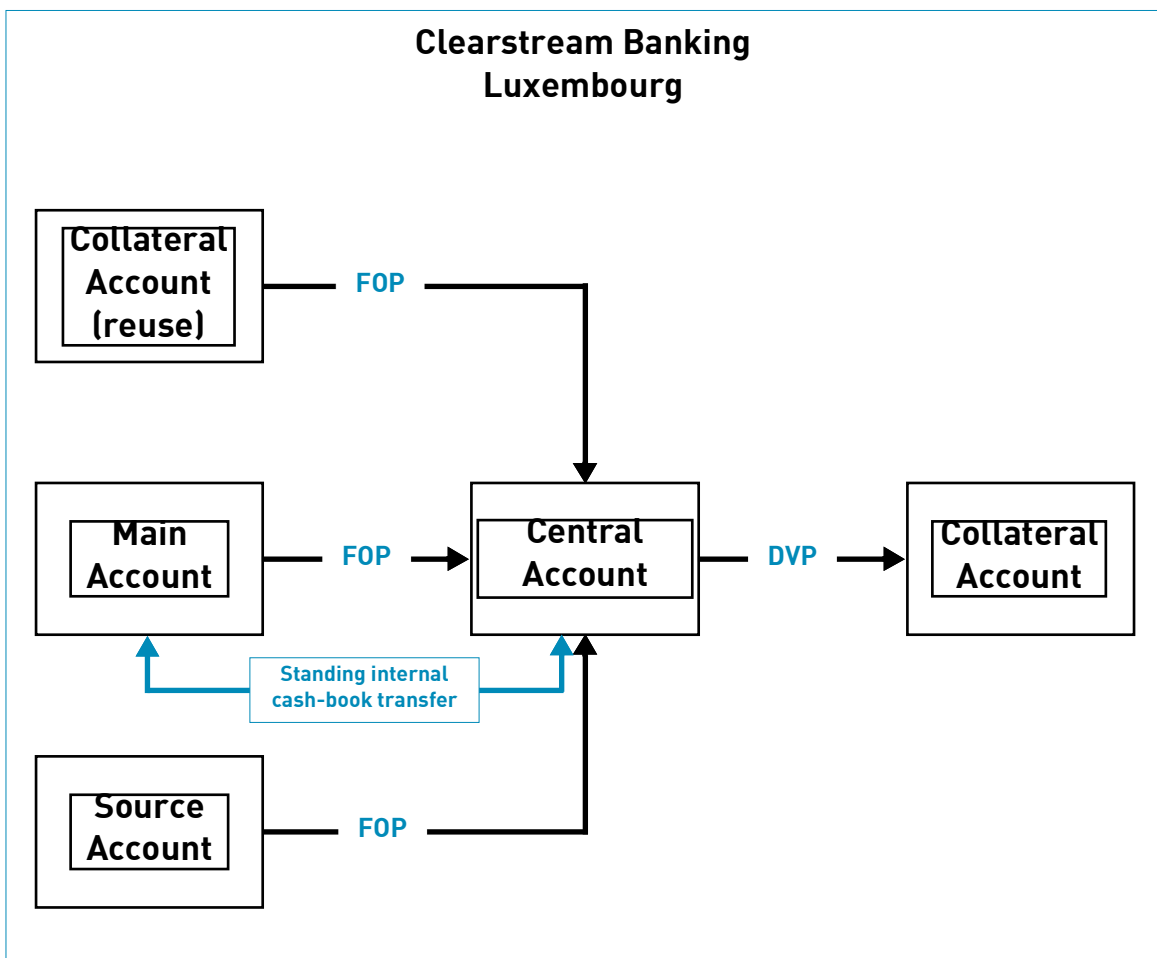 Clearstream Banking
Luxembourg
Collateral
Account
(reuse)
FOP
Main
Account
FOP
Central
Account
DVP
Collateral
Account
Standing internal
cash-book transfer
Source
Account
FOP